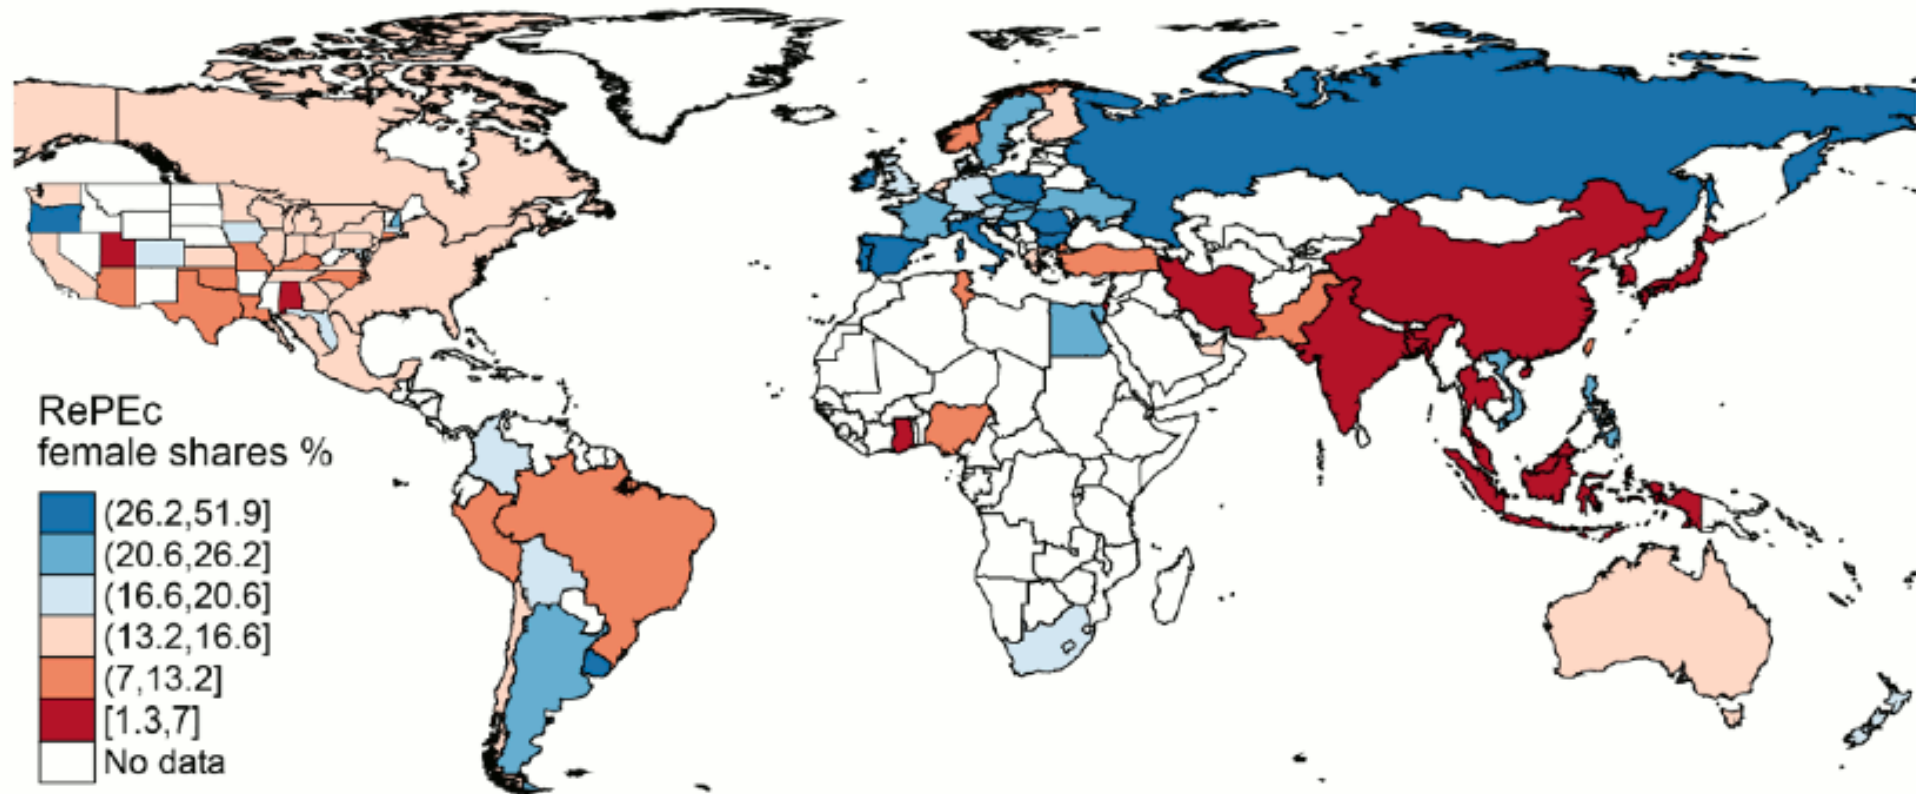 RePEc
female shares %
(26.2,51.9]
(20.6,26.2]
(16.6,20.6]
(13.2,16.6]
(7,13.2]
[1.3,7]
No data